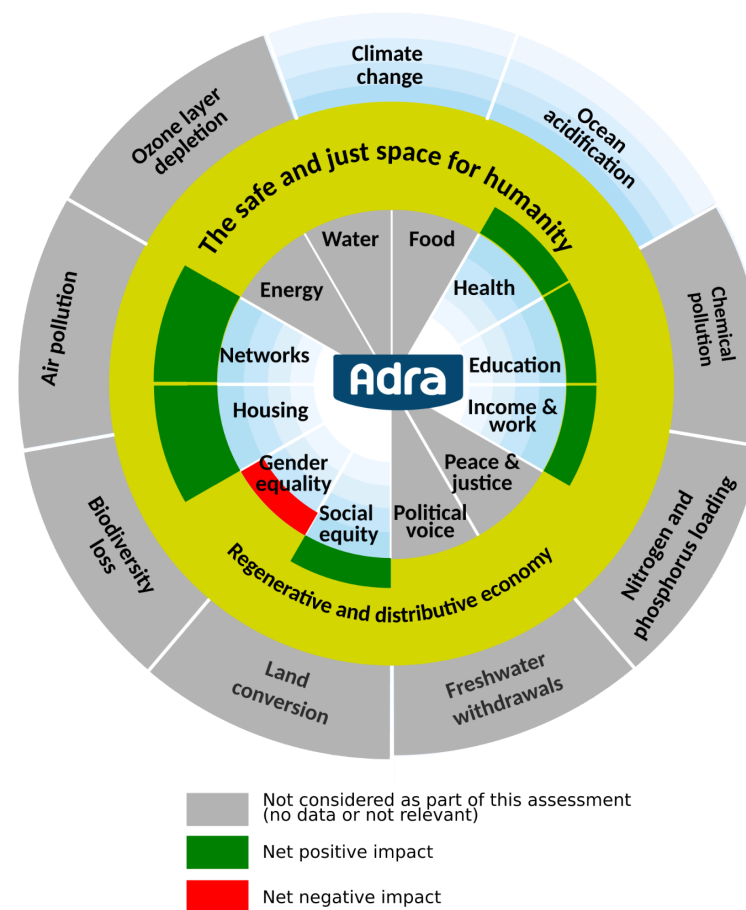 Climate
change
Ocean
acidification
Ozone layer
depletion
The safe and just space for humanity
Water
Food
Energy
Health
Air pollution
Chemical
pollution
Networks
Adra
Education
Housing
Income &
work
Gender
equality
Peace &
justice
Social
equity
Political
voice
Biodiversity
loss
Nitrogen and
phosphorus loading
Regenerative and distributive economy
Land
conversion
Freshwater
withdrawals
Not considered as part of this assessment
(no data or not relevant)
Net positive impact
Net negative impact